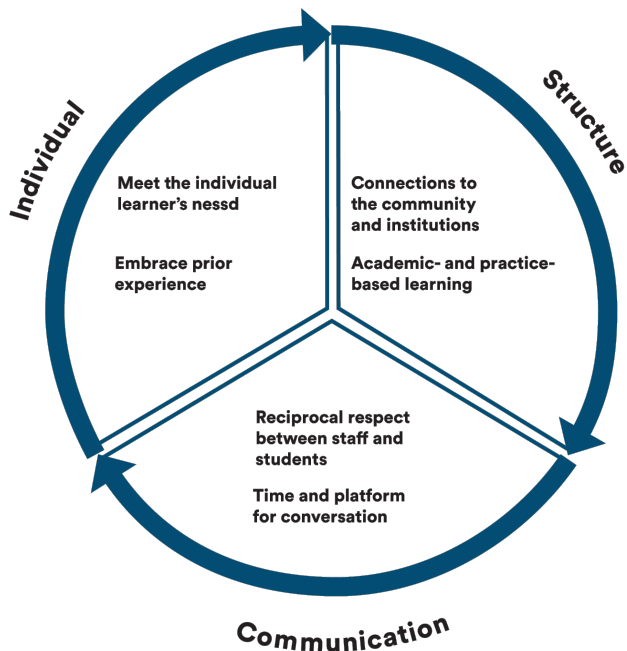 Individual
Meet the individual
learner's nessd
Embrace prior
experience
Structure
Connections to
the community
and institutions
Academic- and practice-
based learning
Reciprocal respect
between staff and
students
Time and platform
for conversation
Communication